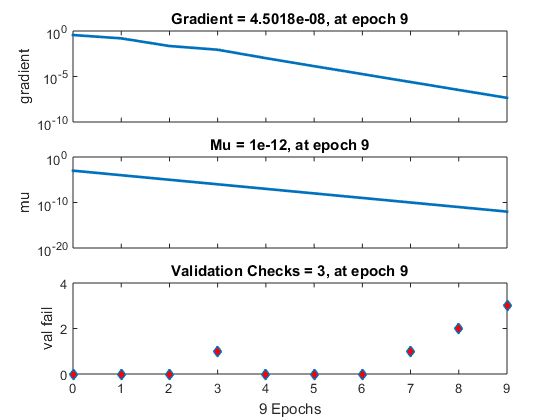 Gradient = 4.5018e-08, at epoch 9
10^0
10^-5
10^-10
gradient
Mu = 1e-12, at epoch 9
10^0
10^-10
10^-20
mu
Validation Checks = 3, at epoch 9
4
2
0
val fail
0 1 2 3 4 5 6 7 8 9
9 Epochs